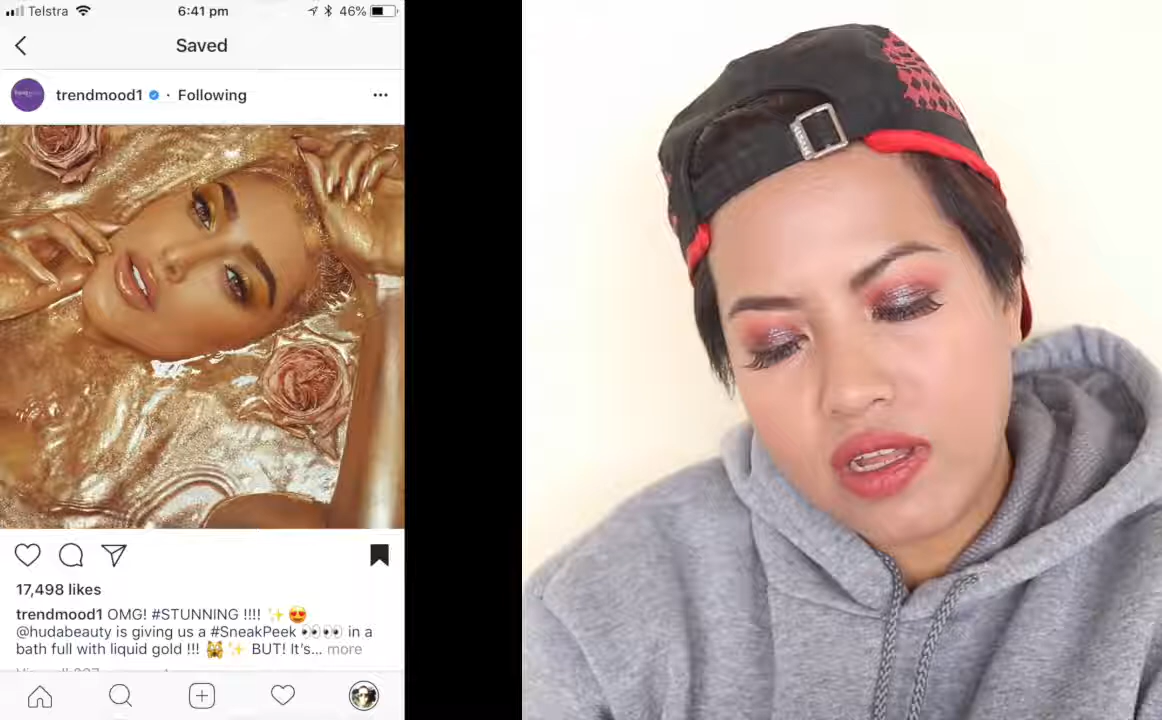 Telstra 6:41 pm 46%
Saved
trendmood1 · Following
17,498 likes
trendmood1 OMG! #STUNNING !!!! ✨😍
@hudabeauty is giving us a #SneakPeek 👀👀 in a
bath full with liquid gold !!! 🙀✨ BUT! It's... more